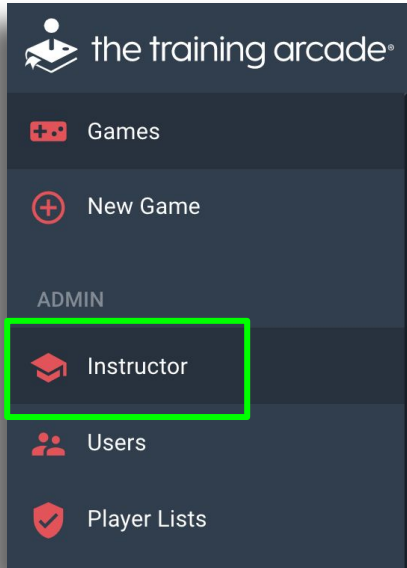 the training arcade®
Games
New Game
ADMIN
Instructor
Users
Player Lists